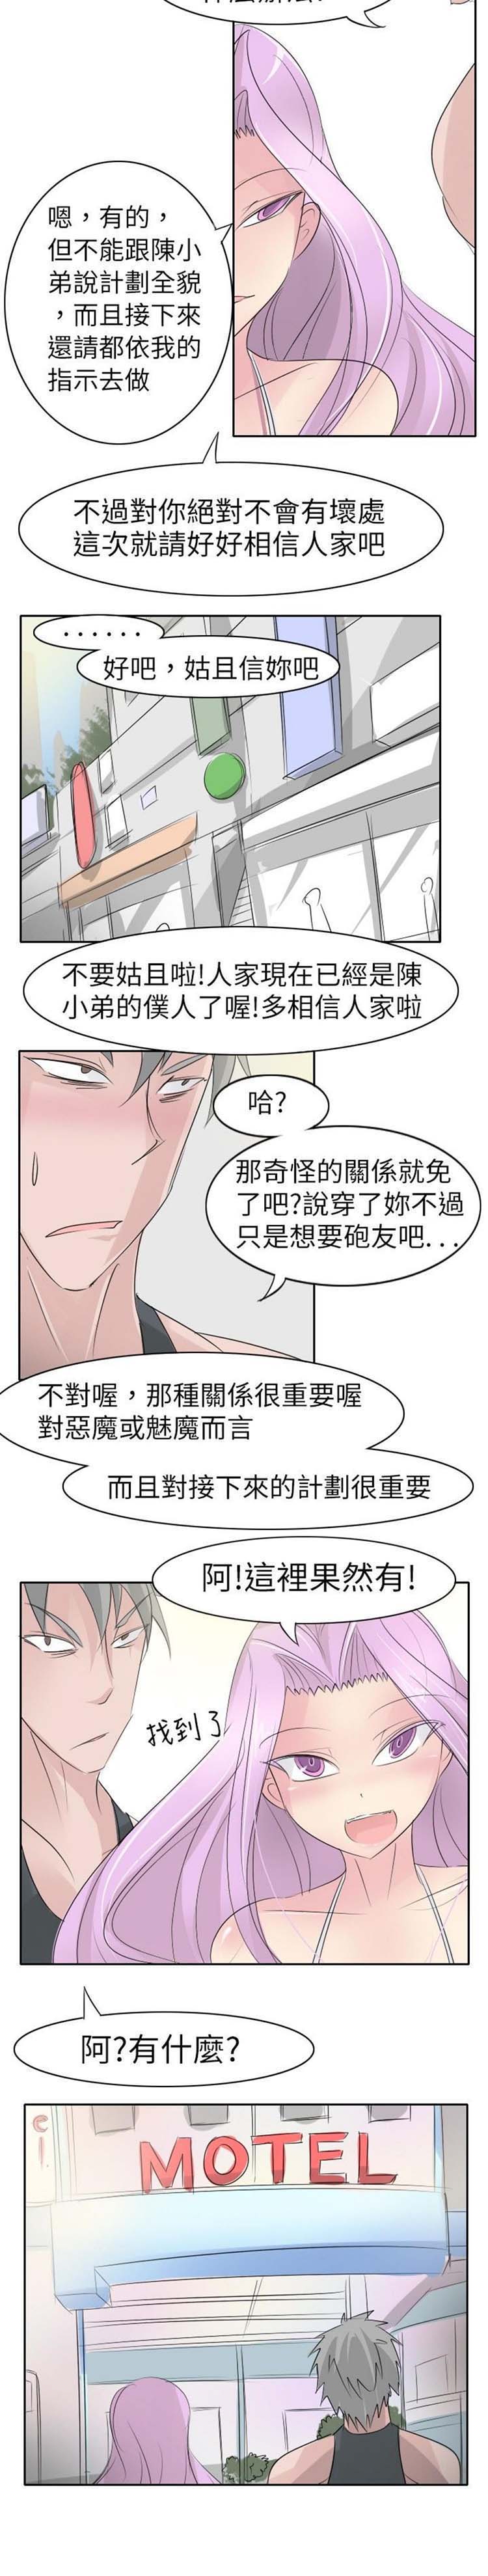 嗯，有的，
但不能跟陳小
弟說計劃全貌
，而且接下來
還請都依我的
指示去做
不過對你絕對不會有壞處
這次就請好好相信人家吧
......
好吧，姑且信妳吧
不要姑且啦!人家現在已經是陳
小弟的僕人了喔!多相信人家啦
哈?
那奇怪的關係就免
了吧?說穿了妳不過
只是想要砲友吧...
不對喔，那種關係很重要喔
對惡魔或魅魔而言
而且對接下來的計劃很重要
阿!這裡果然有!
找到了
阿?有什麼?
MOTEL